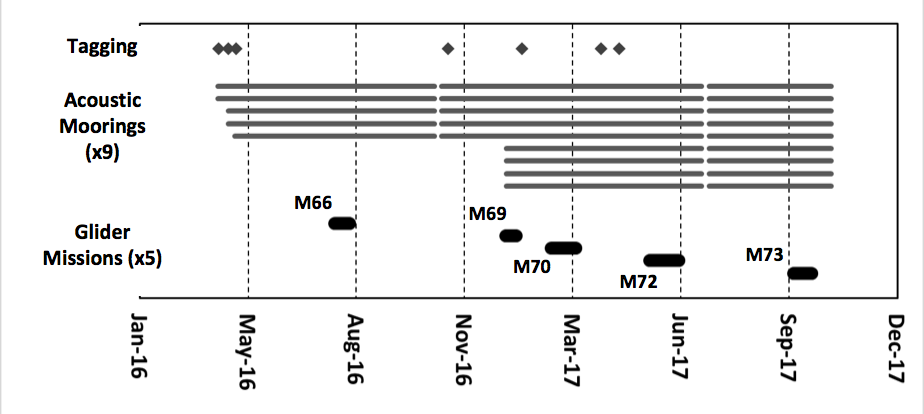 Tagging
Acoustic
Moorings
(x9)
M66
M69
Glider
Missions (x5)
M70
M72
M73
Jan-16
May-16
Aug-16
Nov-16
Mar-17
Jun-17
Sep-17
Dec-17